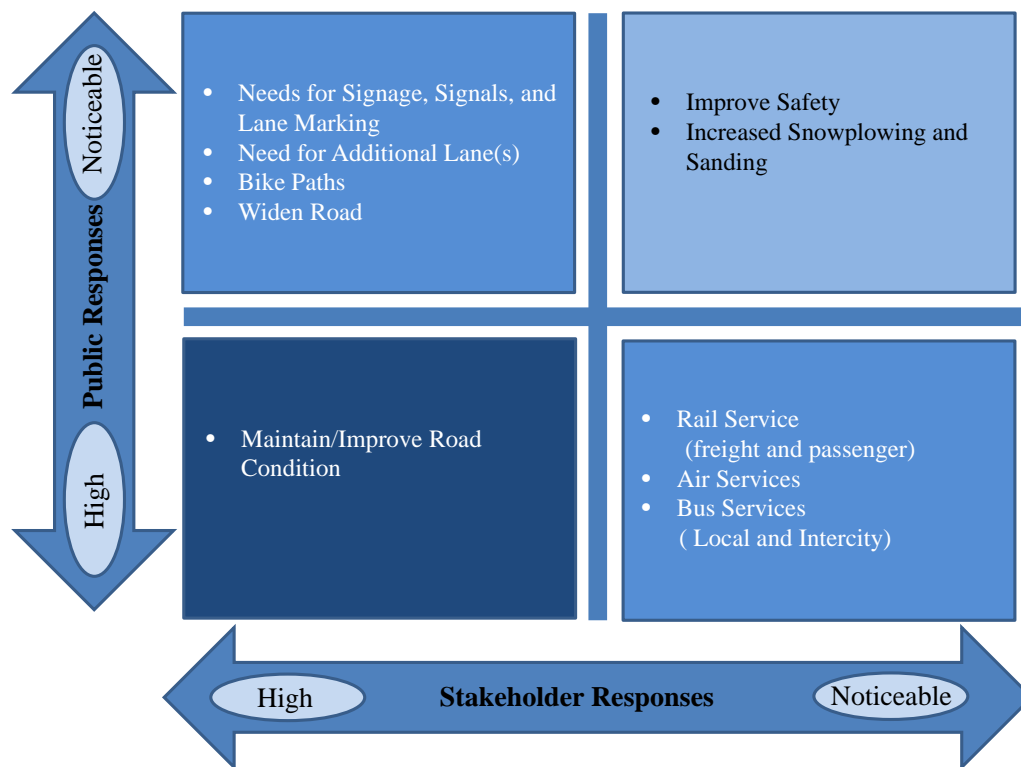 Noticeable
Public Responses
High
• Needs for Signage, Signals, and
Lane Marking
• Need for Additional Lane(s)
• Bike Paths
• Widen Road
• Improve Safety
• Increased Snowplowing and
Sanding
• Maintain/Improve Road
Condition
• Rail Service
(freight and passenger)
• Air Services
• Bus Services
( Local and Intercity)
High
Stakeholder Responses
Noticeable